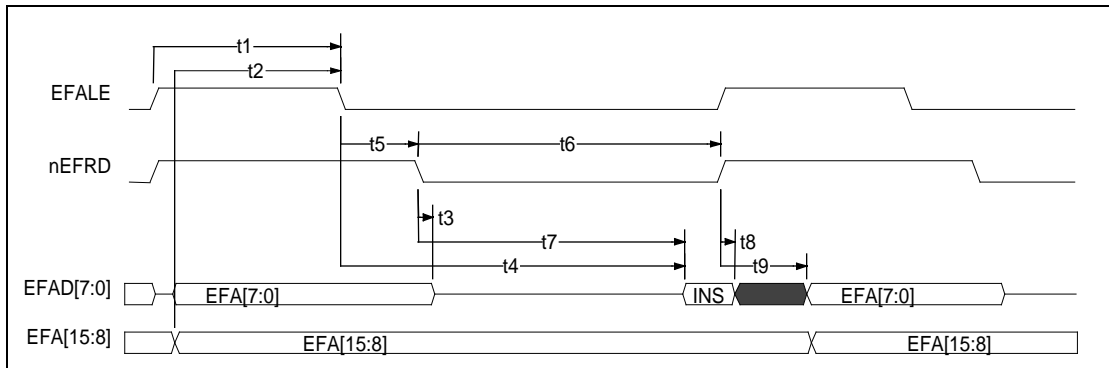 t1
t2
EFALE
t5
t6
nEFRD
t3
t7
t8
t4
t9
EFAD[7:0]
EFA[7:0]
INS
EFA[7:0]
EFA[15:8]
EFA[15:8]
EFA[15:8]